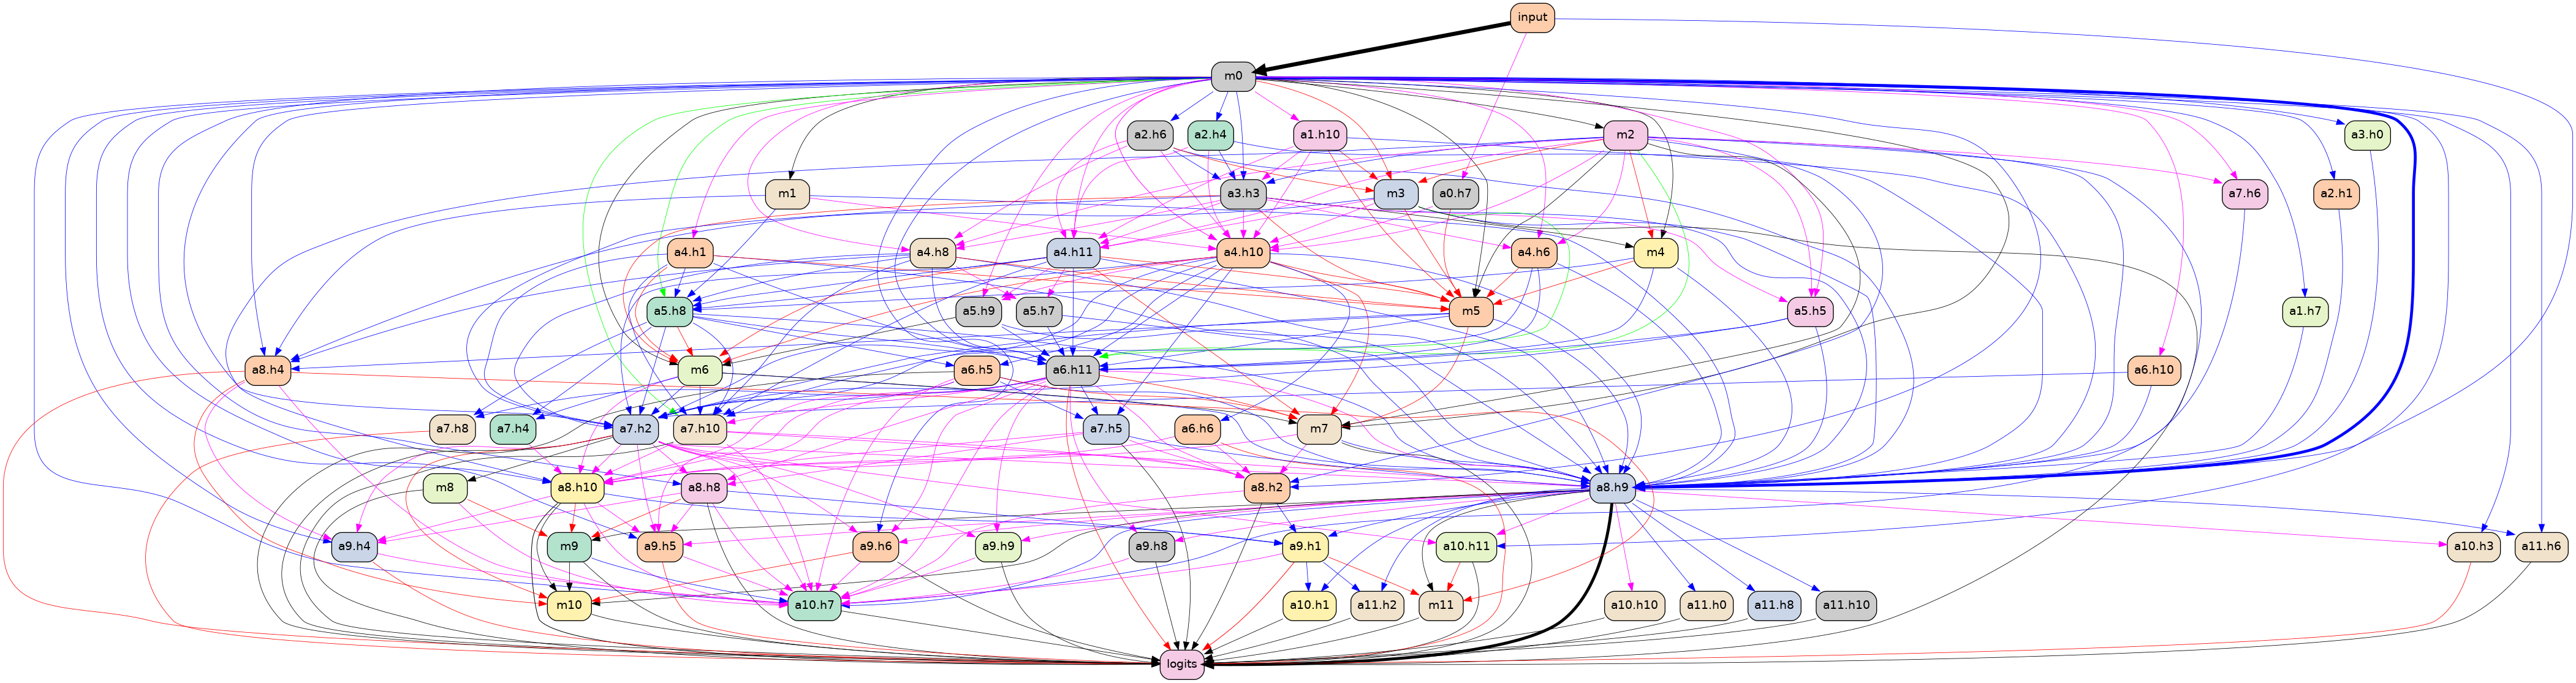 input
m0
a2.h6 a2.h4 a1.h10 m2 a3.h0
m1 a3.h3 m3 a0.h7 a7.h6 a2.h1
a4.h1 a4.h8 a4.h11 a4.h10 a4.h6 m4
a5.h8 a5.h9 a5.h7 m5 a5.h5 a1.h7
a8.h4 m6 a6.h5 a6.h11 a6.h10
a7.h8 a7.h4 a7.h2 a7.h10 a7.h5 a6.h6 m7
m8 a8.h10 a8.h8 a8.h2 a8.h9
a9.h4 m9 a9.h5 a9.h6 a9.h9 a9.h8 a9.h1 a10.h11 a10.h3 a11.h6
m10 a10.h7 a10.h1 a11.h2 m11 a10.h10 a11.h0 a11.h8 a11.h10
logits